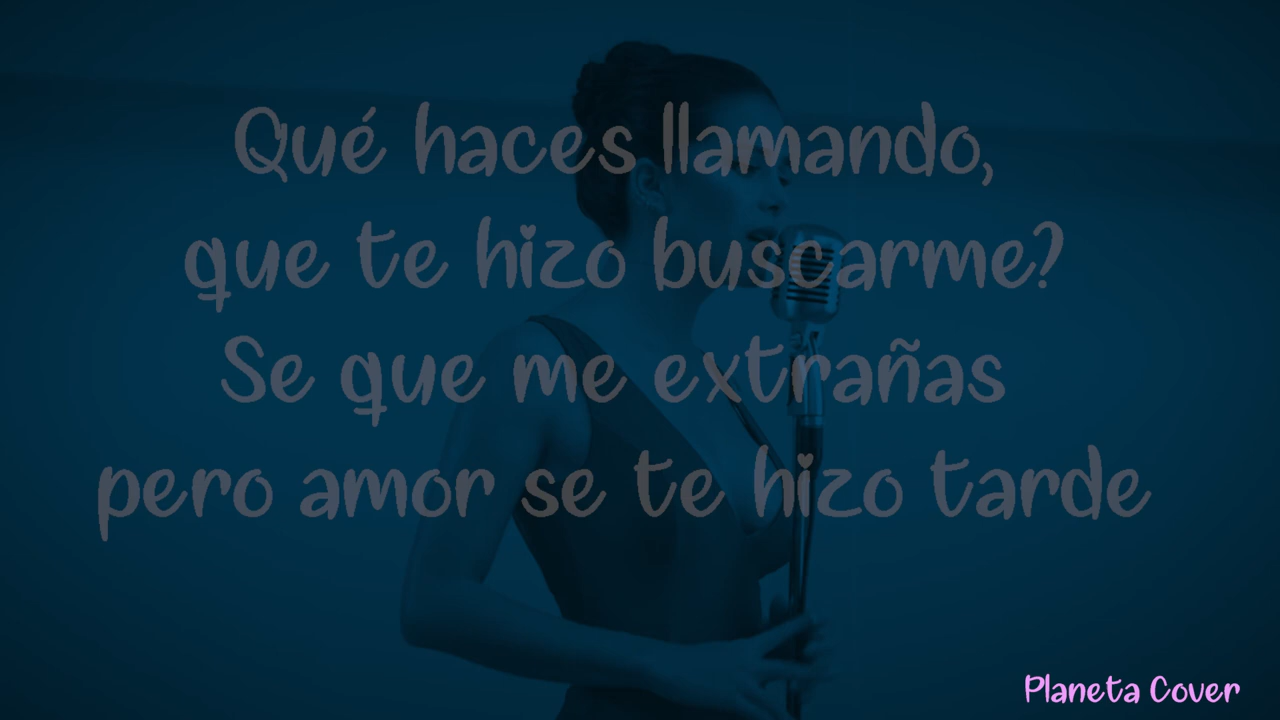 Qué haces llamando,
que te hizo buscarme?
Se que me extrañas
pero amor se te hizo tarde
Planeta Cover